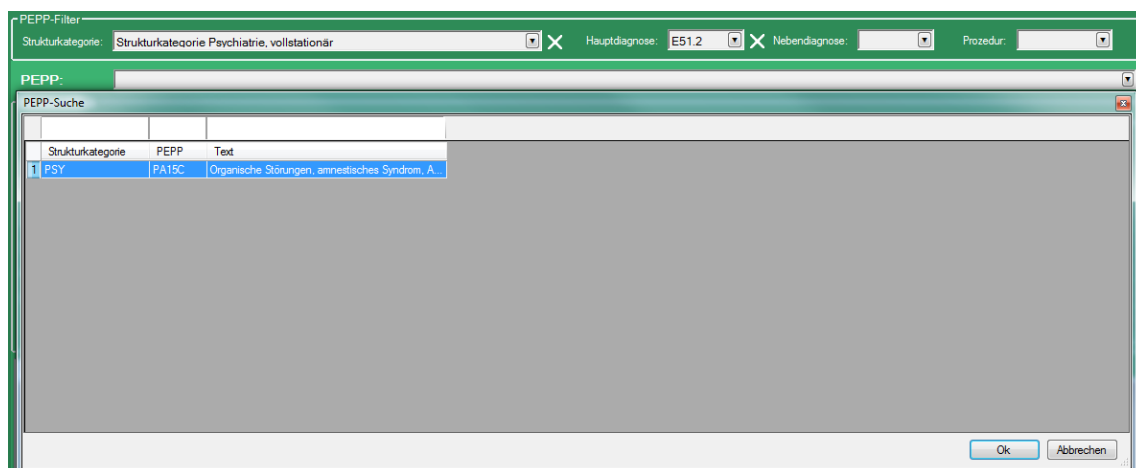 PEPP-Filter
Strukturkategorie: Strukturkategorie Psychiatrie, vollstationär Hauptdiagnose: E51.2 Nebendiagnose: Prozedur:
PEPP:
PEPP-Suche
Strukturkategorie PEPP Text
1 PSY PA15C Organische Störungen, amnestisches Syndrom, A...
Ok Abbrechen